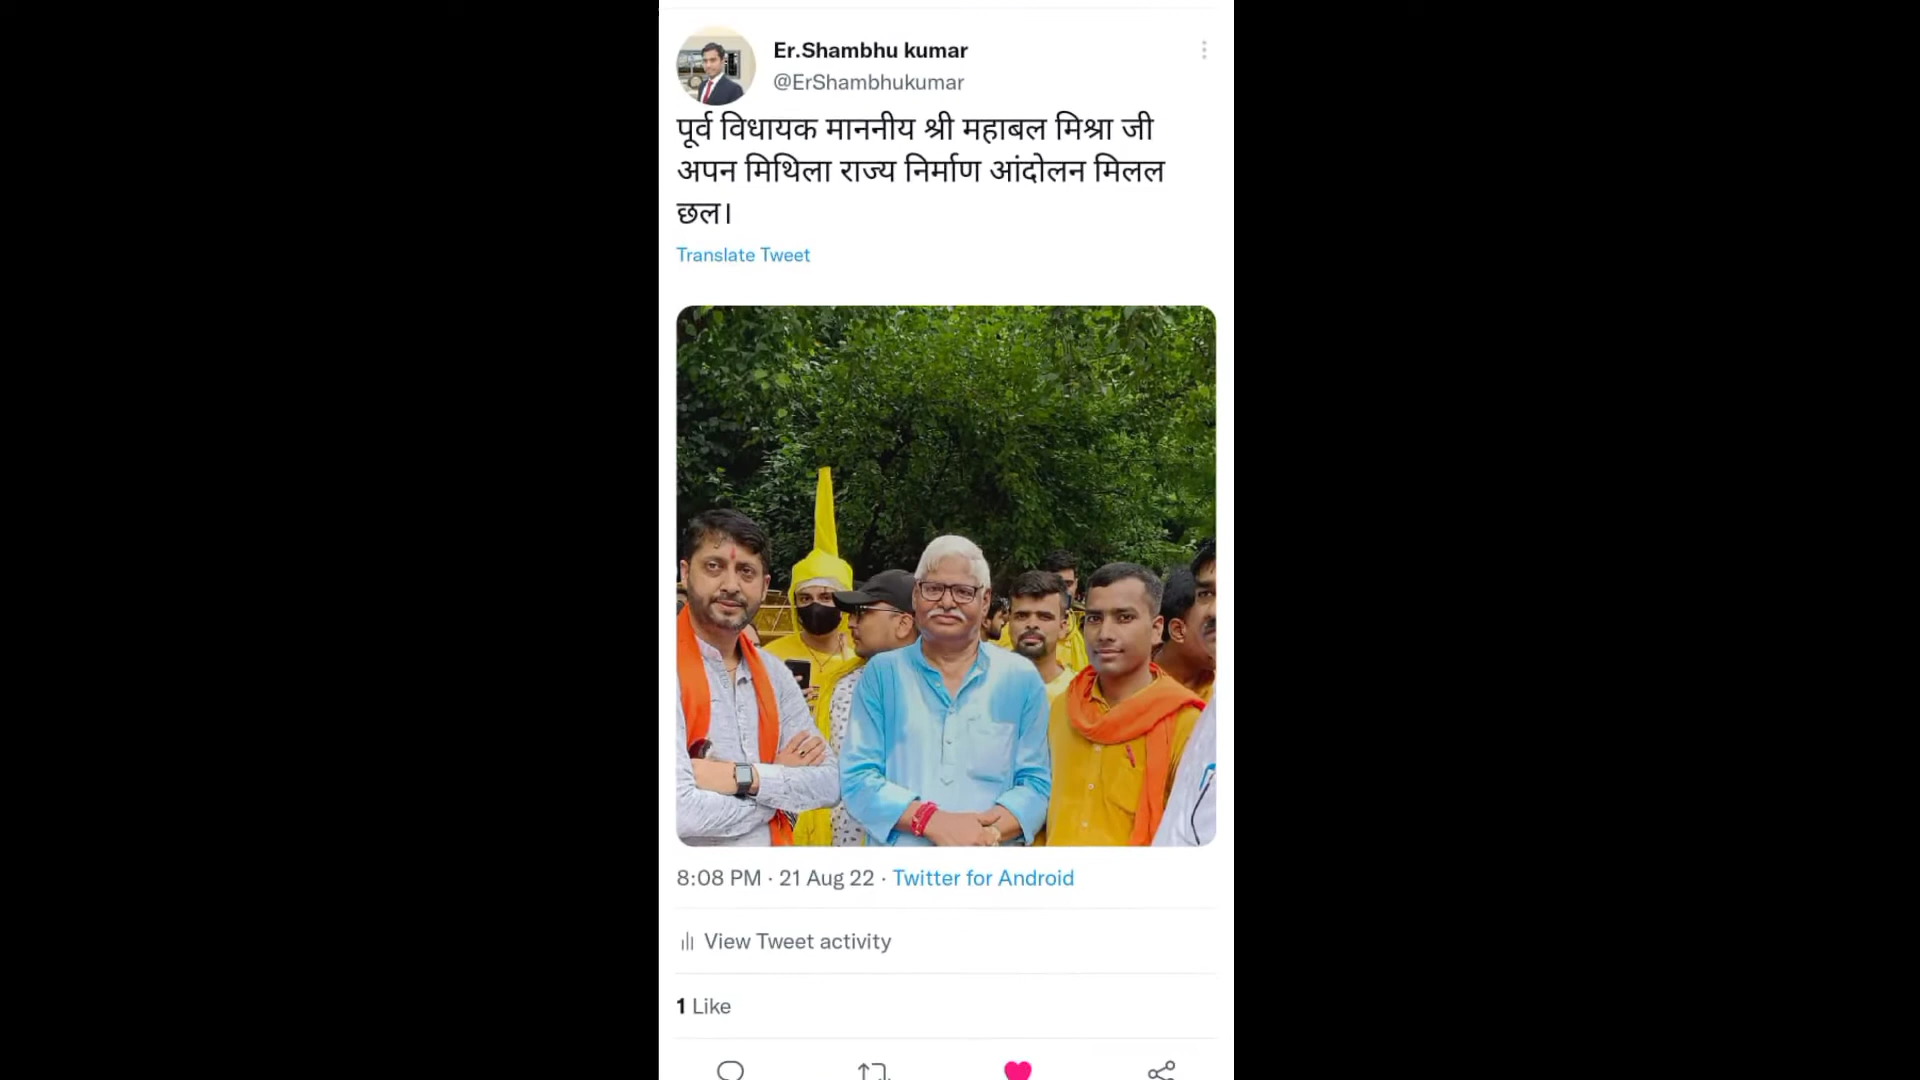 Er.Shambhu kumar
@ErShambhukumar
पूर्व विधायक माननीय श्री महाबल मिश्रा जी
अपन मिथिला राज्य निर्माण आंदोलन मिलल
छल।
Translate Tweet
8:08 PM · 21 Aug 22 · Twitter for Android
View Tweet activity
1 Like